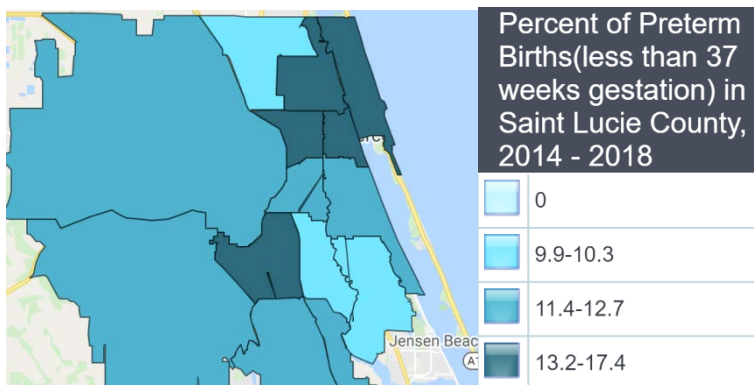 Percent of Preterm
Births(less than 37
weeks gestation) in
Saint Lucie County,
2014 - 2018
0
9.9-10.3
11.4-12.7
13.2-17.4
Jensen Beac
A1